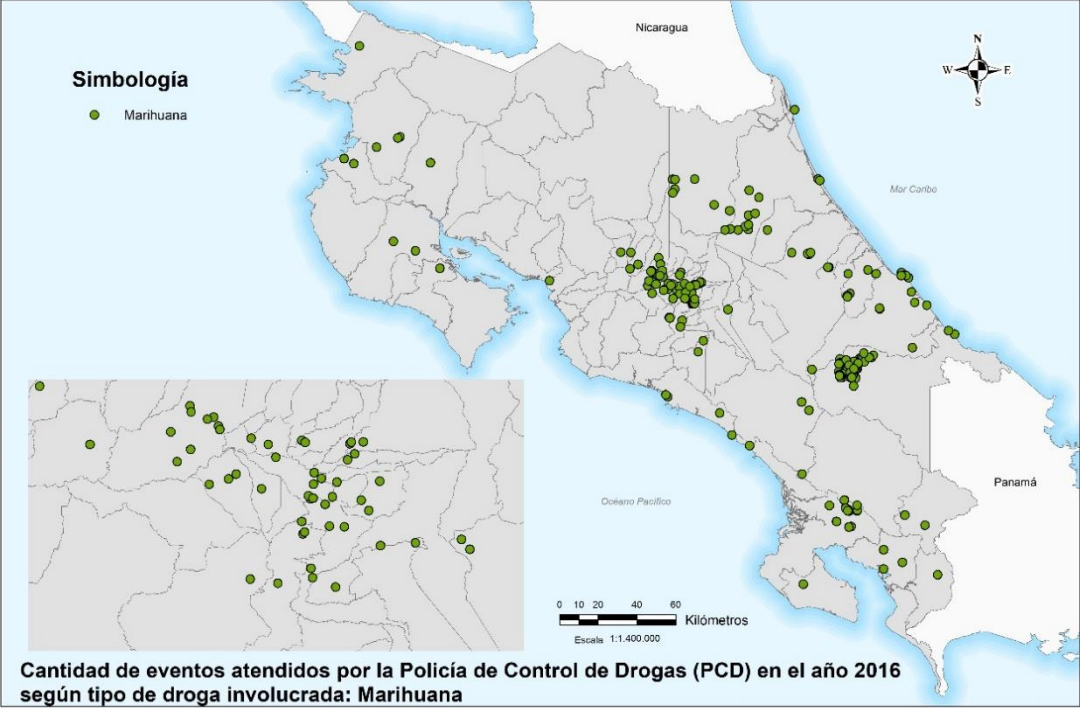 Nicaragua
N
W E
S
Simbología
Marihuana
Mar Caribo
Panamá
Océano Pacífico
0 10 20 40 60
Kilómetros
Escala 1:1.400.000
Cantidad de eventos atendidos por la Policía de Control de Drogas (PCD) en el año 2016
según tipo de droga involucrada: Marihuana